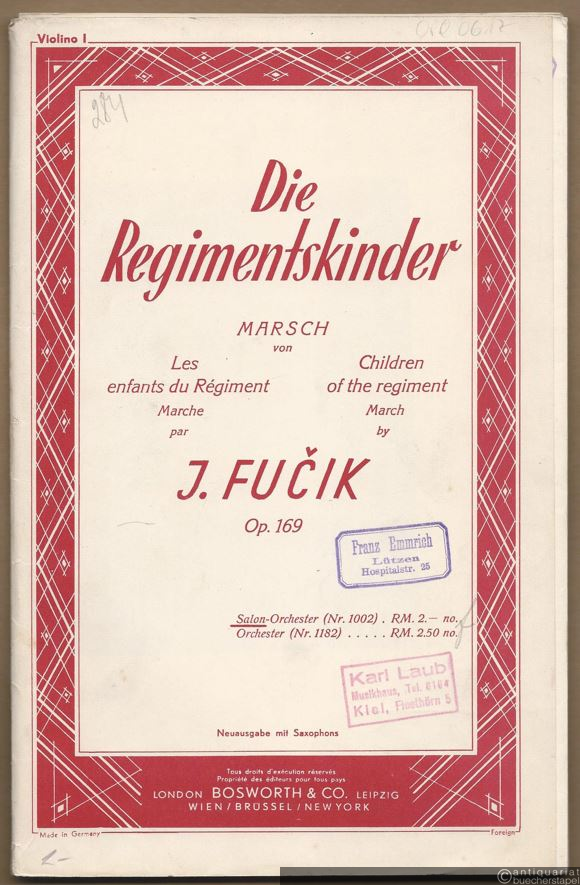 Violino I
284
Die
Regimentskinder
MARSCH
von
Les
enfants du Régiment
Marche
par
Children
of the regiment
March
by
J. FUČIK
Op. 169
Franz Emmrich
Lützen
Hospitalstr. 25
Salon-Orchester (Nr. 1002) . RM. 2.— no.
Orchester (Nr. 1182) . . . . . RM. 2.50 no.
Karl Laub
Musikhaus, Tel. 6164
Kiel, Fleethörn 5
Neuausgabe mit Saxophons
Tous droits d'exécution réservés
Propriété des éditeurs pour tous pays
LONDON BOSWORTH & CO. LEIPZIG
WIEN / BRÜSSEL / NEW YORK
Made in Germany
Foreign
1.-
antiquariat
buecherstapel